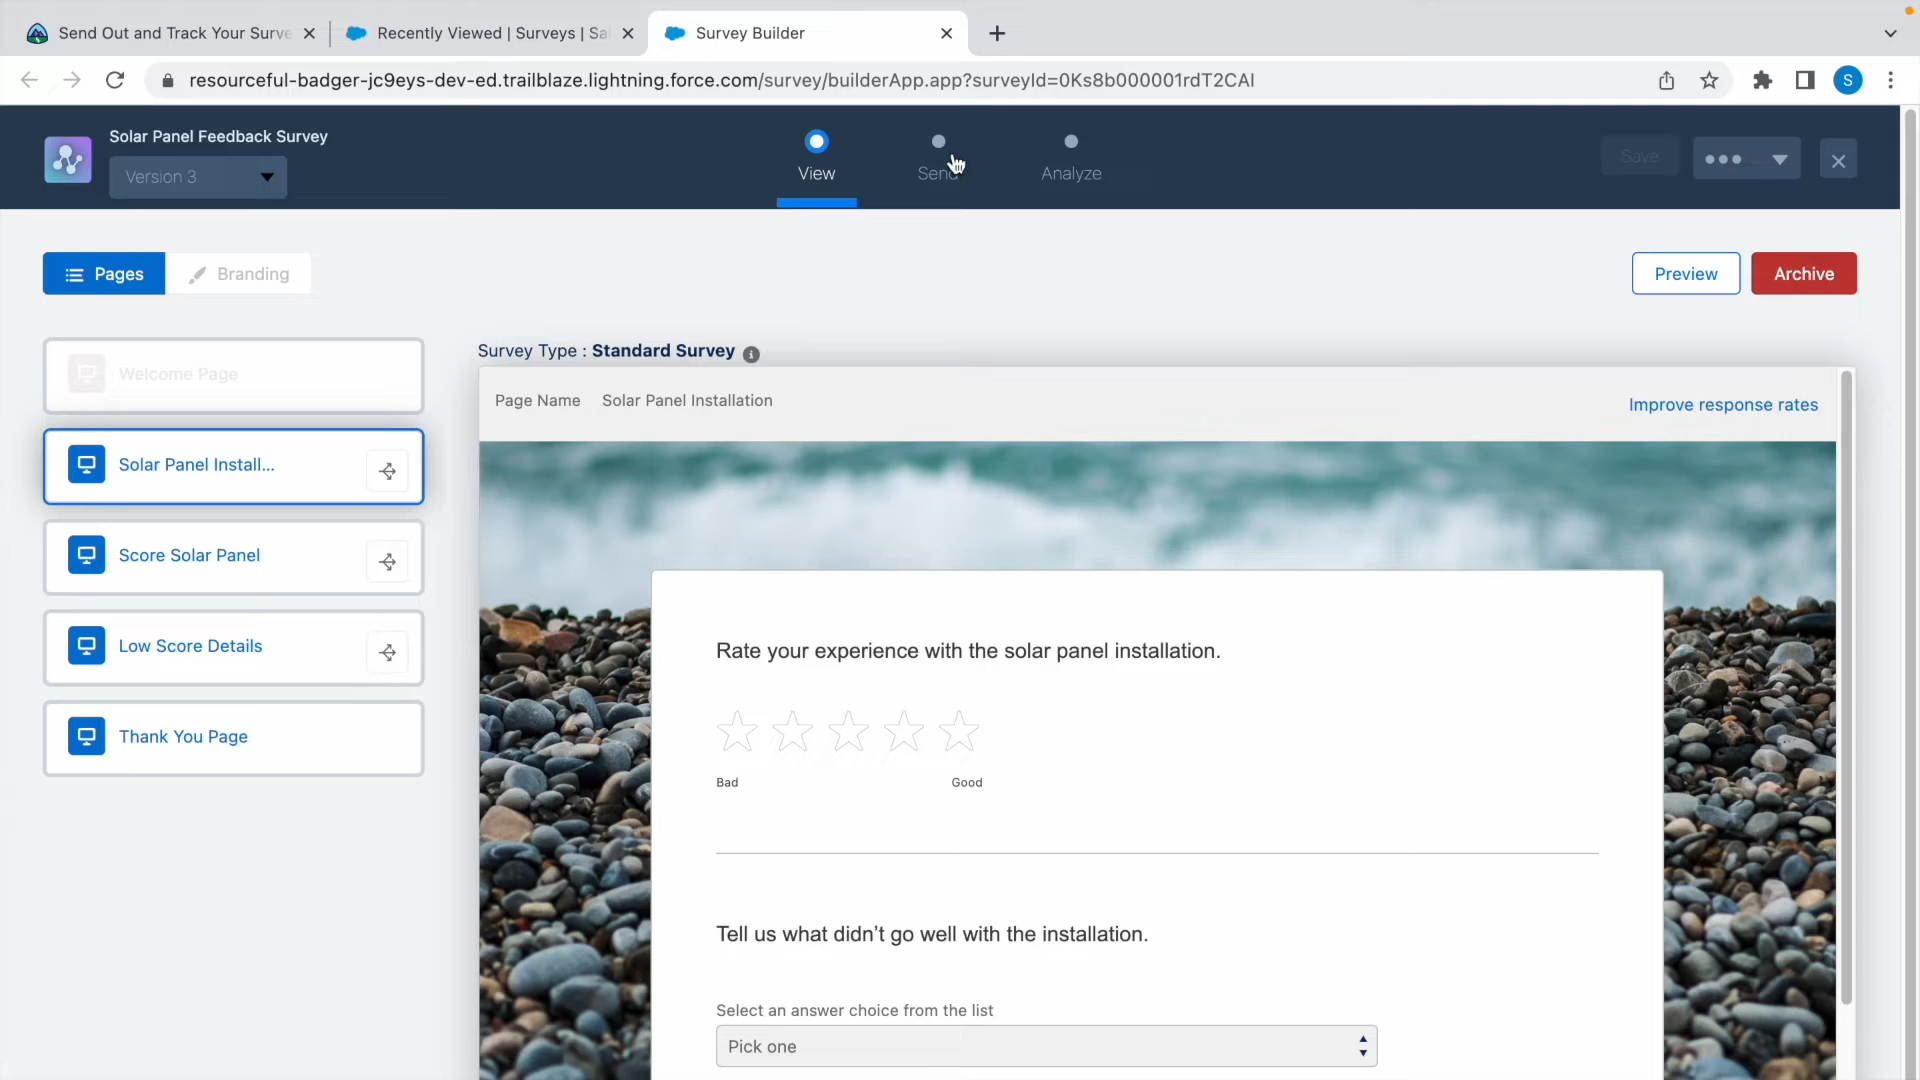 Send Out and Track Your Surve
Recently Viewed | Surveys | Sa
Survey Builder
resourceful-badger-jc9eys-dev-ed.trailblaze.lightning.force.com/survey/builderApp.app?surveyId=0Ks8b000001rdT2CAI
S
Solar Panel Feedback Survey
Version 3
View
Send
Analyze
Save
Pages
Branding
Preview
Archive
Welcome Page
Solar Panel Install...
Score Solar Panel
Low Score Details
Thank You Page
Survey Type : Standard Survey
Page Name Solar Panel Installation
Improve response rates
Rate your experience with the solar panel installation.
Bad
Good
Tell us what didn’t go well with the installation.
Select an answer choice from the list
Pick one